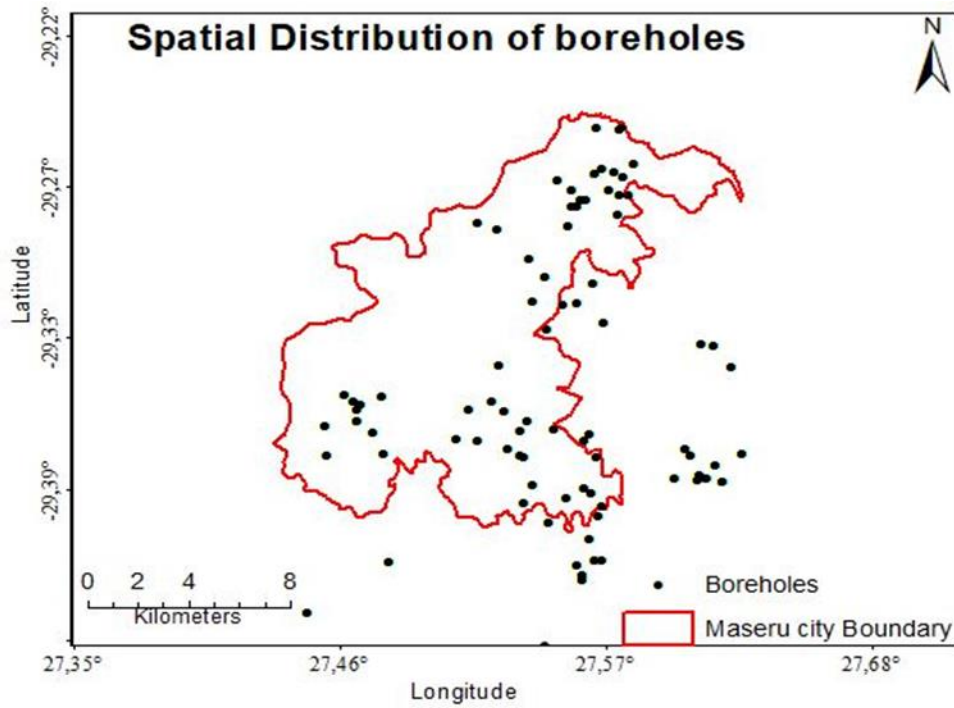 Spatial Distribution of boreholes
N
-29,22°
-29,27°
-29,33°
-29,39°
Latitude
0 2 4 8
Kilometers
Boreholes
Maseru city Boundary
27,35° 27,46° 27,57° 27,68°
Longitude